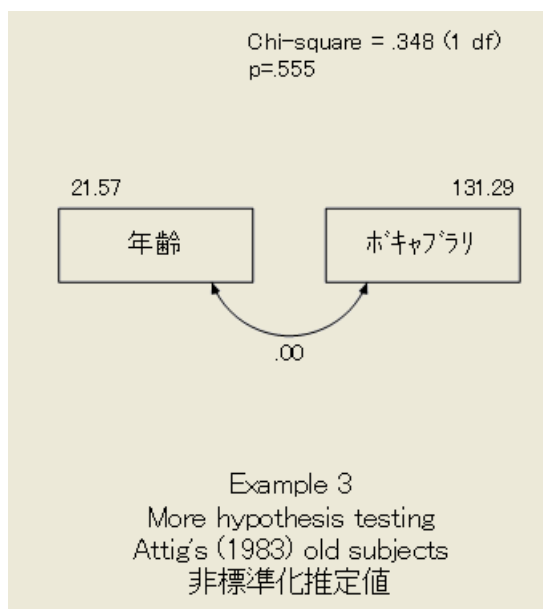 Chi-square = .348 (1 df)
p=.555
21.57
131.29
年齢
ﾎﾞｷｬﾌﾞﾗﾘ
.00
Example 3
More hypothesis testing
Attig's (1983) old subjects
非標準化推定値